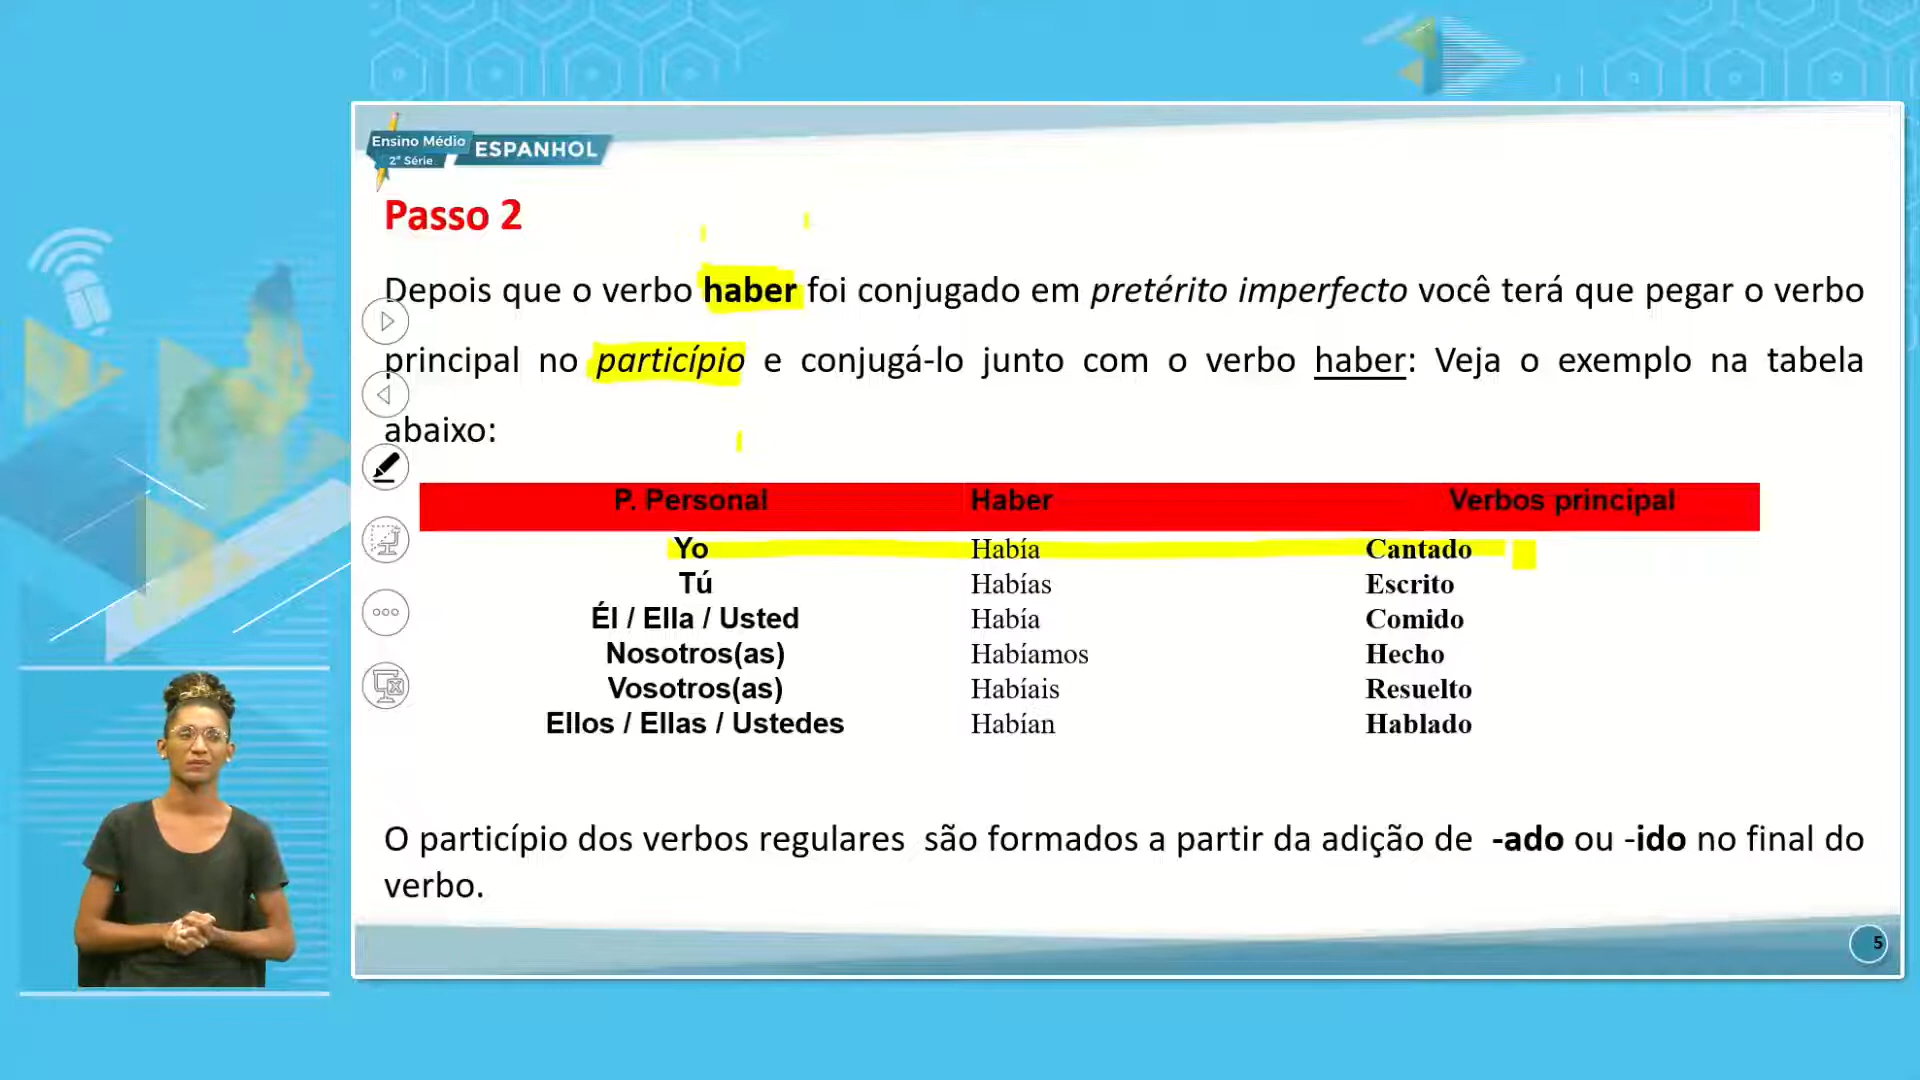 Ensino Médio
2ª Série
ESPANHOL
Passo 2
Depois que o verbo haber foi conjugado em pretérito imperfecto você terá que pegar o verbo
principal no particípio e conjugá-lo junto com o verbo haber: Veja o exemplo na tabela
abaixo:
P. Personal Haber Verbos principal
Yo Había Cantado
Tú Habías Escrito
Él / Ella / Usted Había Comido
Nosotros(as) Habíamos Hecho
Vosotros(as) Habíais Resuelto
Ellos / Ellas / Ustedes Habían Hablado
O particípio dos verbos regulares são formados a partir da adição de -ado ou -ido no final do
verbo.
5